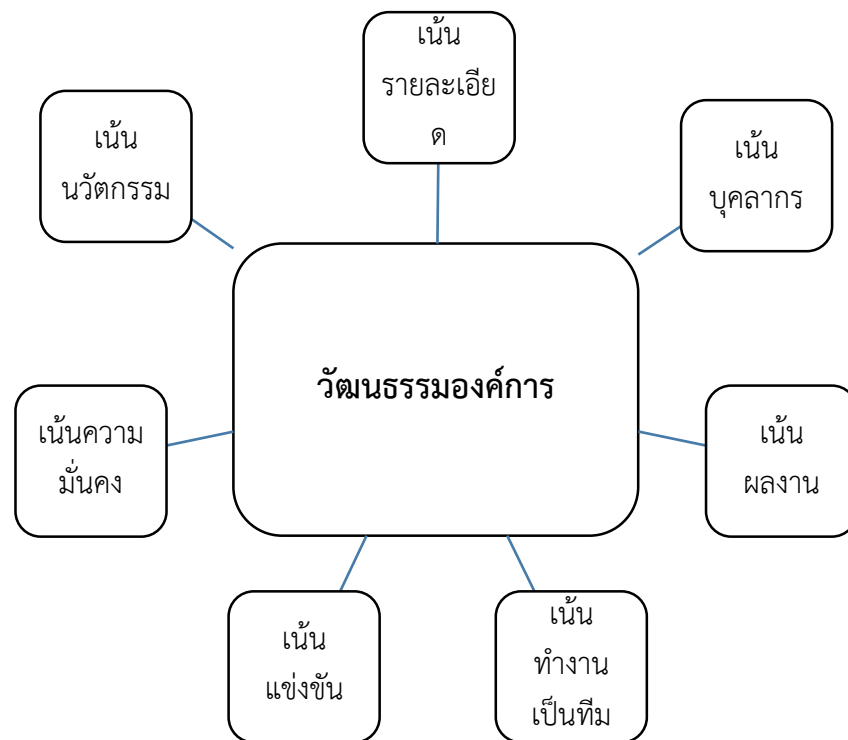 เน้น
รายละเอีย
ด
เน้น
นวัตกรรม
เน้น
บุคลากร
วัฒนธรรมองค์การ
เน้นความ
มั่นคง
เน้น
ผลงาน
เน้น
แข่งขัน
เน้น
ทำงาน
เป็นทีม